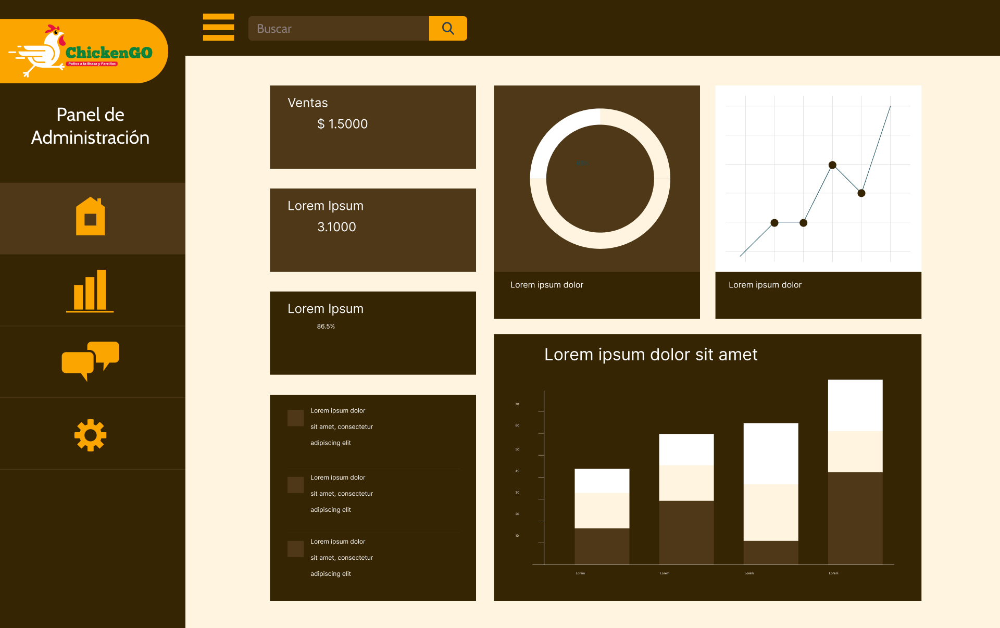 ChickenGO
Pollos a la Brasa y Parrillas
Buscar
Panel de
Administración
Ventas
$ 1.5000
Lorem Ipsum
3.1000
Lorem Ipsum
86.5%
Lorem ipsum dolor
sit amet, consectetur
adipiscing elit
Lorem ipsum dolor
sit amet, consectetur
adipiscing elit
Lorem ipsum dolor
sit amet, consectetur
adipiscing elit
Lorem ipsum dolor
Lorem ipsum dolor
Lorem ipsum dolor sit amet
70
60
50
40
30
20
10
Lorem
Lorem
Lorem
Lorem